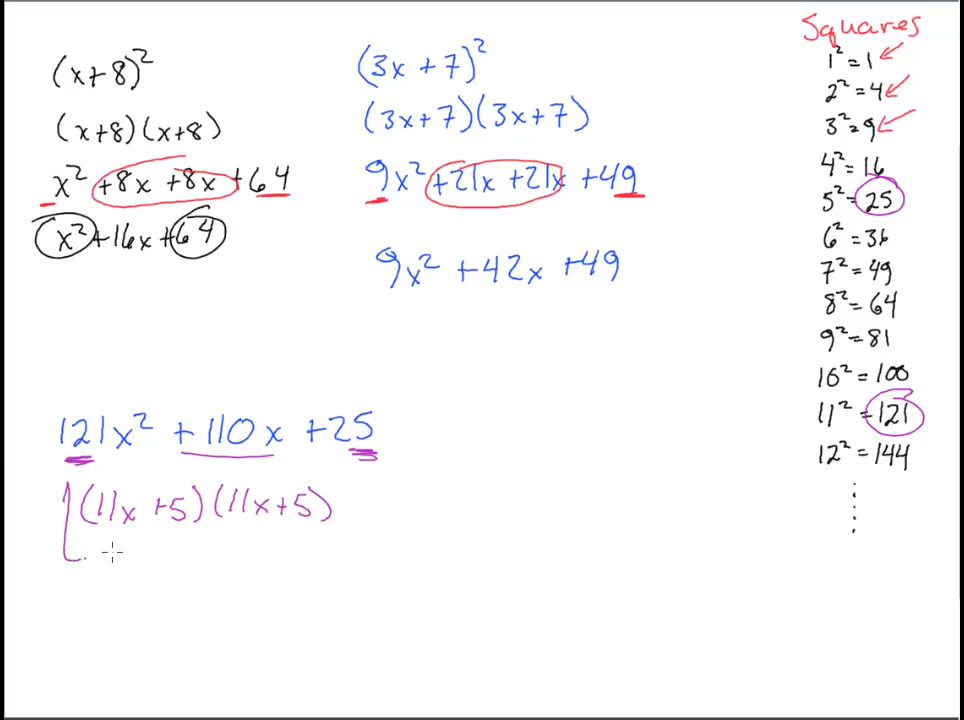 (x+8)²
(x+8)(x+8)
x² +8x +8x +64
x² +16x +64
(3x +7)²
(3x+7)(3x+7)
9x² +21x +21x +49
9x² +42x +49
121x² +110x +25
(11x +5)(11x+5)
Squares
1²=1
2²=4
3²=9
4²=16
5²=25
6²=36
7²=49
8²=64
9²=81
10²=100
11²=121
12²=144